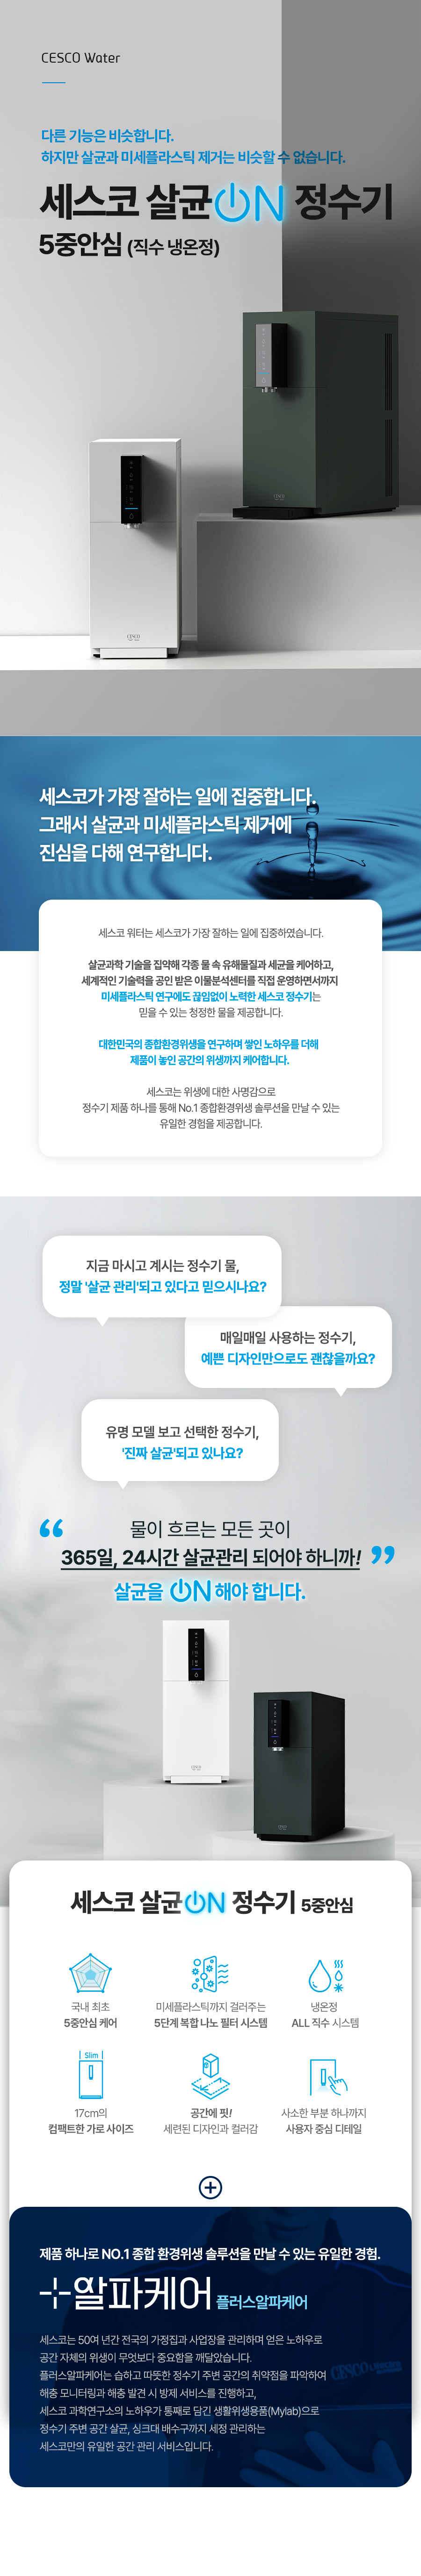 CESCO Water
다른 기능은 비슷합니다.
하지만 살균과 미세플라스틱 제거는 비슷할 수 없습니다.
세스코 살균ON 정수기
5중안심 (직수 냉온정)
CESCO
CESCO
세스코가 가장 잘하는 일에 집중합니다.
그래서 살균과 미세플라스틱 제거에
진심을 다해 연구합니다.
세스코 워터는 세스코가 가장 잘하는 일에 집중하였습니다.
살균과학 기술을 집약해 각종 물 속 유해물질과 세균을 케어하고,
세계적인 기술력을 공인 받은 이물분석센터를 직접 운영하면서까지
미세플라스틱 연구에도 끊임없이 노력한 세스코 정수기는
믿을 수 있는 청정한 물을 제공합니다.
대한민국의 종합환경위생을 연구하며 쌓인 노하우를 더해
제품이 놓인 공간의 위생까지 케어합니다.
세스코는 위생에 대한 사명감으로
정수기 제품 하나를 통해 No.1 종합환경위생 솔루션을 만날 수 있는
유일한 경험을 제공합니다.
지금 마시고 계시는 정수기 물,
정말 '살균 관리'되고 있다고 믿으시나요?
매일매일 사용하는 정수기,
예쁜 디자인만으로도 괜찮을까요?
유명 모델 보고 선택한 정수기,
'진짜 살균'되고 있나요?
“ 물이 흐르는 모든 곳이
365일, 24시간 살균관리 되어야 하니까! ”
살균을 ON 해야 합니다.
CESCO
CESCO
세스코 살균ON 정수기 5중안심
국내 최초
5중안심 케어
미세플라스틱까지 걸러주는
5단계 복합 나노 필터 시스템
냉온정
ALL 직수 시스템
Slim
17cm의
컴팩트한 가로 사이즈
공간에 핏!
세련된 디자인과 컬러감
사소한 부분 하나까지
사용자 중심 디테일
제품 하나로 NO.1 종합 환경위생 솔루션을 만날 수 있는 유일한 경험.
+알파케어 플러스알파케어
세스코는 50여 년간 전국의 가정집과 사업장을 관리하며 얻은 노하우로
공간 자체의 위생이 무엇보다 중요함을 깨달았습니다.
플러스알파케어는 습하고 따뜻한 정수기 주변 공간의 취약점을 파악하여
해충 모니터링과 해충 발견 시 방제 서비스를 진행하고,
세스코 과학연구소의 노하우가 통째로 담긴 생활위생용품(Mylab)으로
정수기 주변 공간 살균, 싱크대 배수구까지 세정 관리하는
세스코만의 유일한 공간 관리 서비스입니다.
CESCO